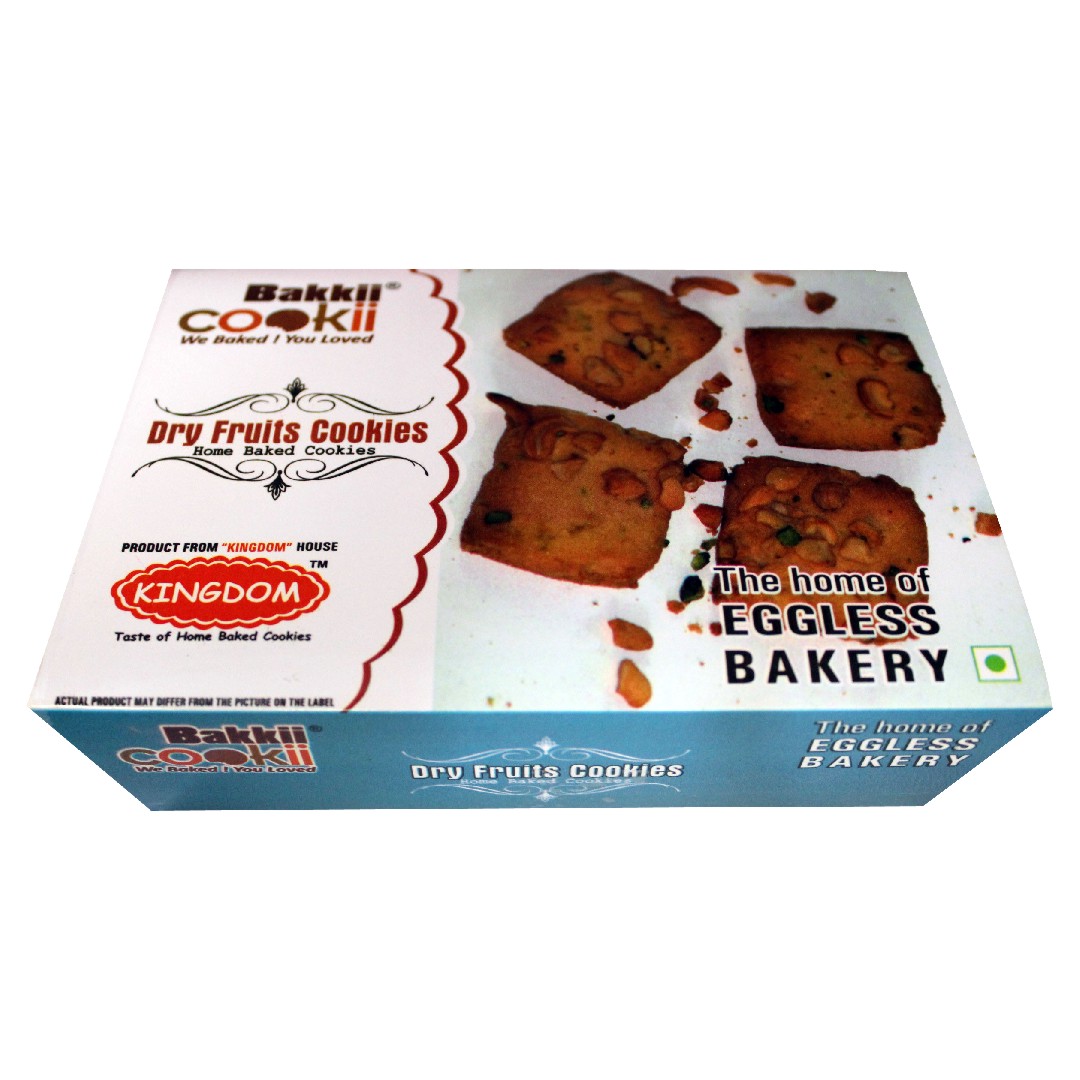 Bakkii®
cookii
We Baked ! You Loved
Dry Fruits Cookies
Home Baked Cookies
PRODUCT FROM "KINGDOM" HOUSE
KINGDOM TM
Taste of Home Baked Cookies
ACTUAL PRODUCT MAY DIFFER FROM THE PICTURE ON THE LABEL
The home of
EGGLESS
BAKERY
Bakkii®
cookii
We Baked ! You Loved
Dry Fruits Cookies
Home Baked Cookies
The home of
EGGLESS
BAKERY